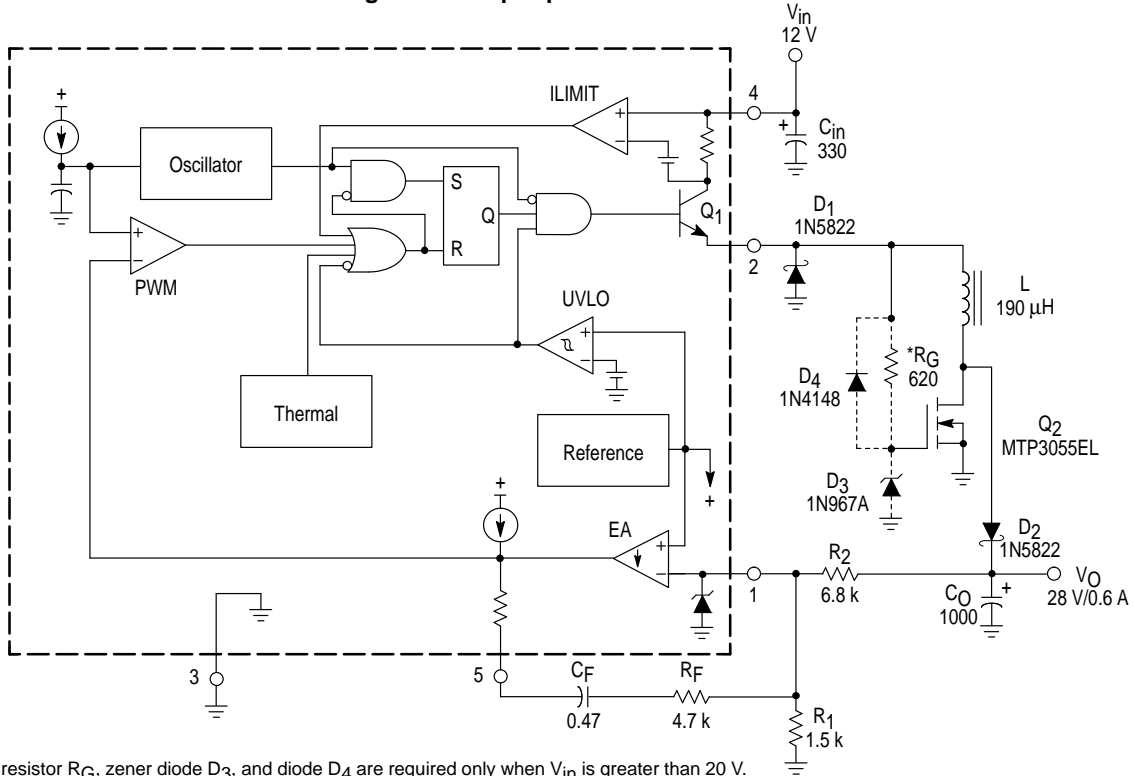 V_in
12 V
4
ILIMIT
+
−
C_in
330
+
+
Oscillator
S
Q
R
Q1
D1
1N5822
2
+
−
PWM
L
190 µH
UVLO
+
−
*RG
620
D4
1N4148
Thermal
Reference
+
Q2
MTP3055EL
D3
1N967A
+
EA
+
−
D2
1N5822
1
R2
6.8 k
CO
1000
+
VO
28 V/0.6 A
3
5
CF
0.47
RF
4.7 k
R1
1.5 k
resistor RG, zener diode D3, and diode D4 are required only when Vin is greater than 20 V.